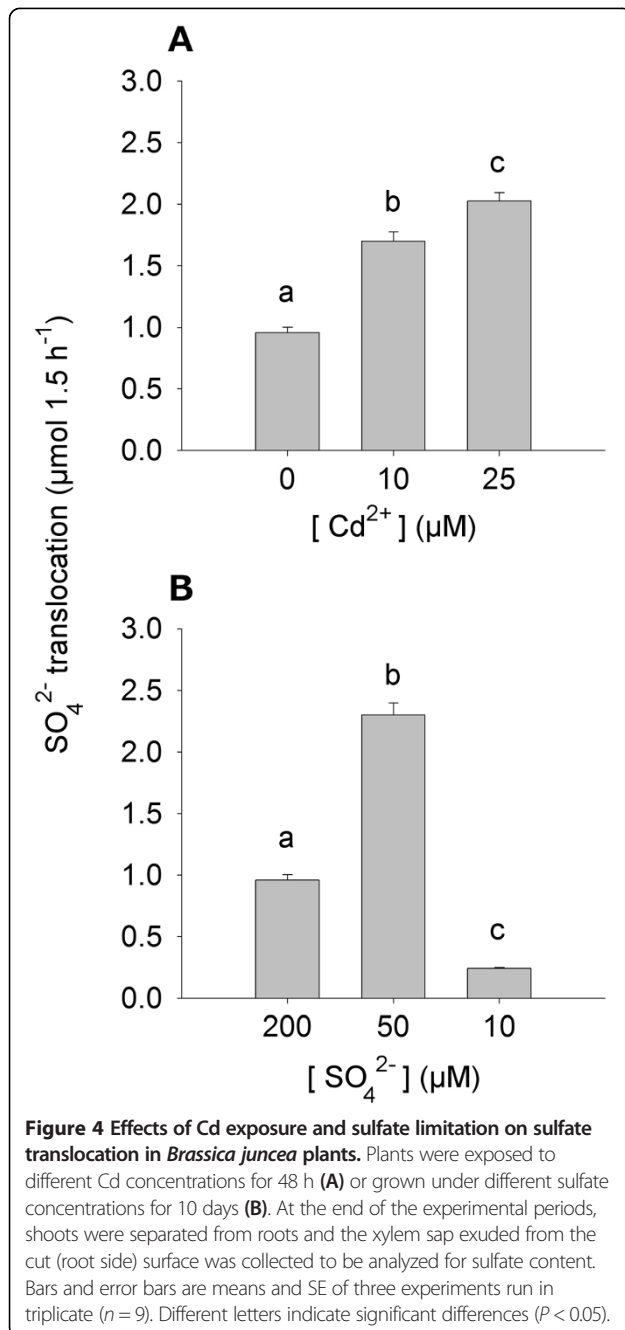 A
3.0
2.5
2.0
1.5
1.0
0.5
0.0
a
b
c
0 10 25
[ Cd²⁺ ] (µM)
SO₄²⁻ translocation (µmol 1.5 h⁻¹)
B
3.0
2.5
2.0
1.5
1.0
0.5
0.0
a
b
c
200 50 10
[ SO₄²⁻ ] (µM)
Figure 4 Effects of Cd exposure and sulfate limitation on sulfate
translocation in Brassica juncea plants. Plants were exposed to
different Cd concentrations for 48 h (A) or grown under different sulfate
concentrations for 10 days (B). At the end of the experimental periods,
shoots were separated from roots and the xylem sap exuded from the
cut (root side) surface was collected to be analyzed for sulfate content.
Bars and error bars are means and SE of three experiments run in
triplicate (n = 9). Different letters indicate significant differences (P < 0.05).